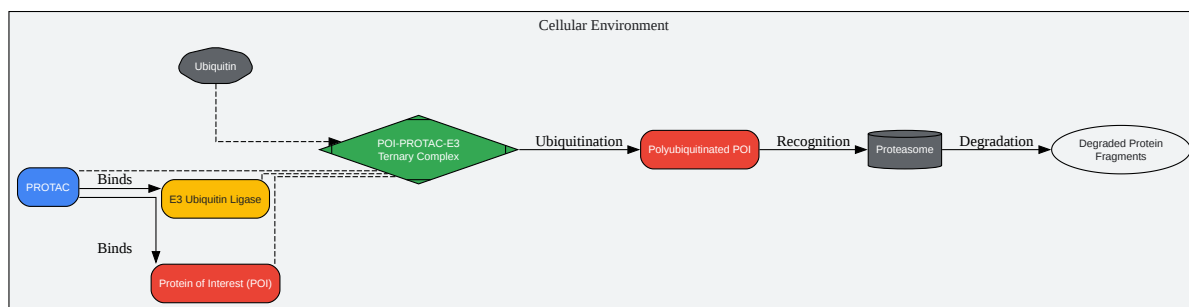 Cellular Environment
Ubiquitin
POI-PROTAC-E3
Ternary Complex
Ubiquitination
Polyubiquitinated POI
Recognition
Proteasome
Degradation
Degraded Protein
Fragments
PROTAC
Binds
E3 Ubiquitin Ligase
Binds
Protein of Interest (POI)